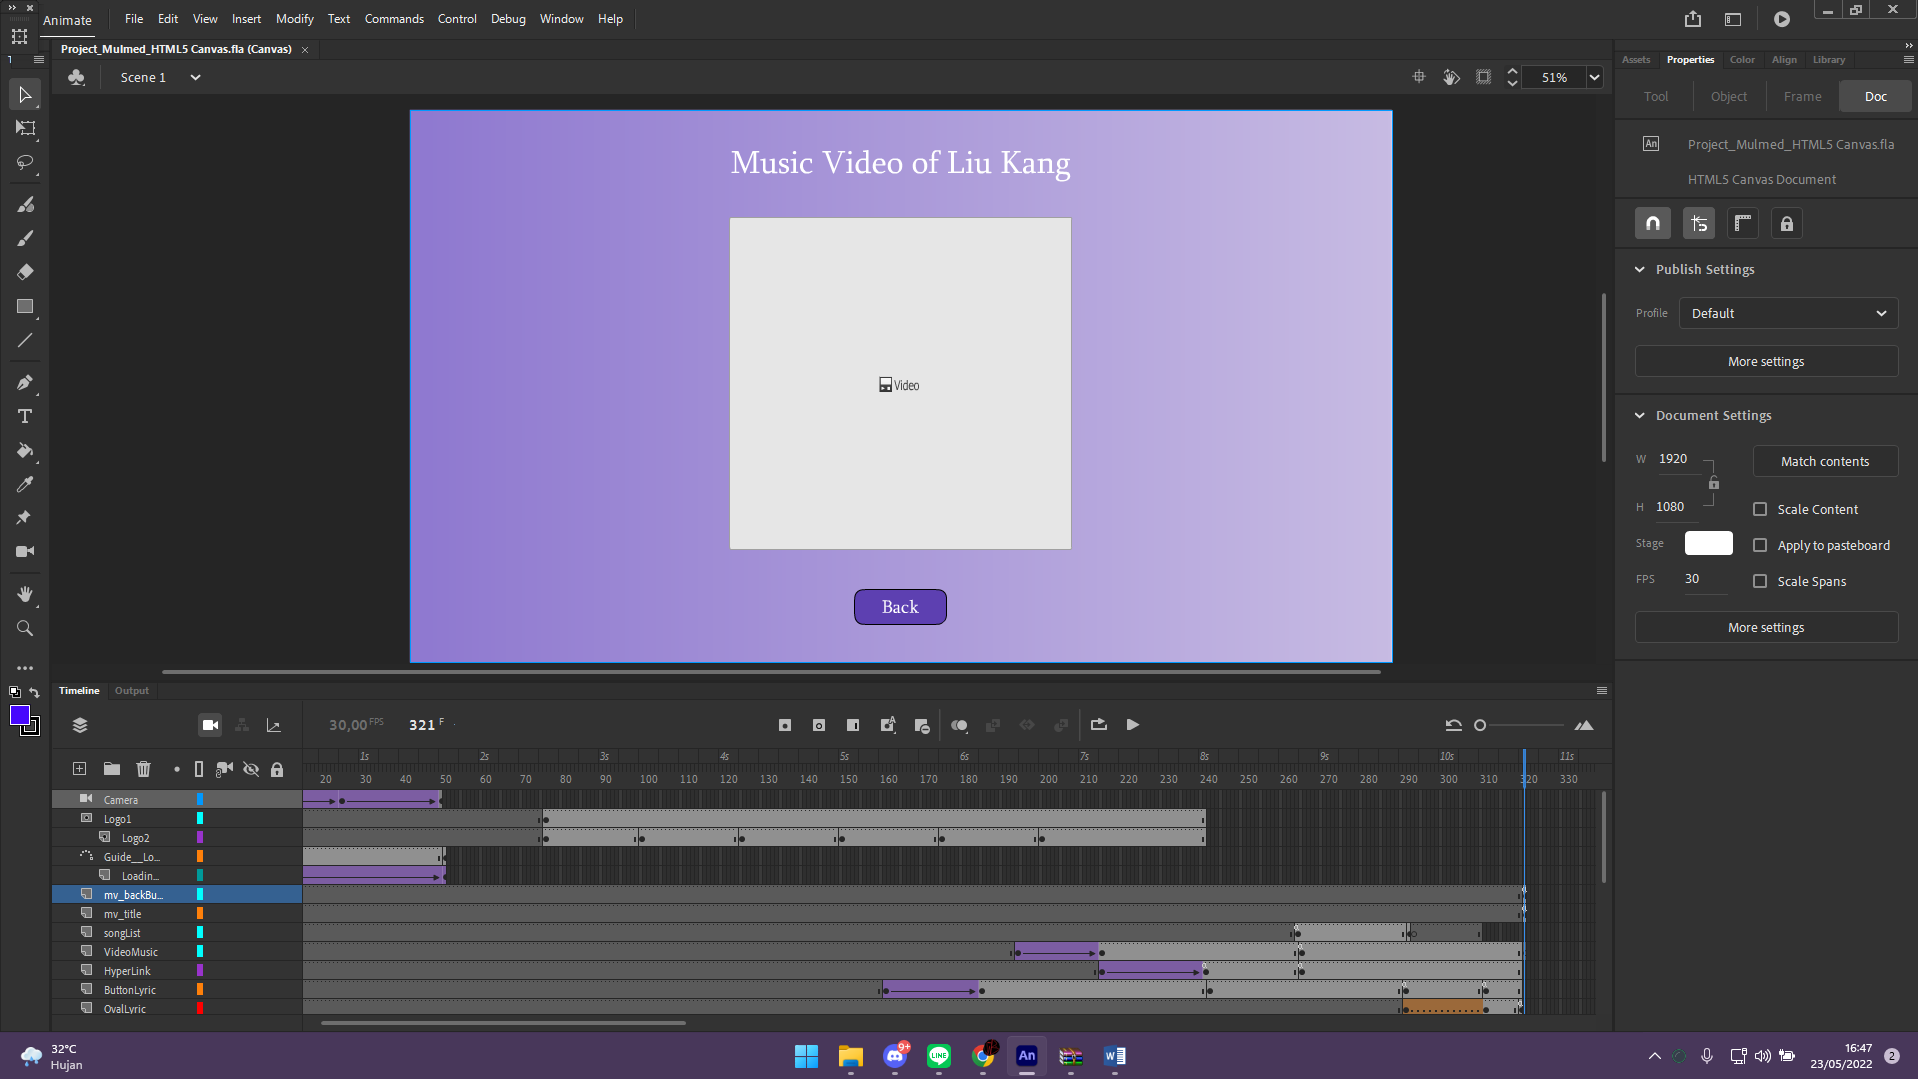 Animate
File Edit View Insert Modify Text Commands Control Debug Window Help
Project_Mulmed_HTML5 Canvas.fla (Canvas)
Scene 1
51%
Music Video of Liu Kang
Video
Back
Assets Properties Color Align Library
Tool Object Frame Doc
An Project_Mulmed_HTML5 Canvas.fla
HTML5 Canvas Document
Publish Settings
Profile Default
More settings
Document Settings
W 1920
Match contents
H 1080
Scale Content
Stage
Apply to pasteboard
FPS 30
Scale Spans
More settings
Timeline Output
30,00 FPS 321 F
1s 2s 3s 4s 5s 6s 7s 8s 9s 10s 11s
20 30 40 50 60 70 80 90 100 110 120 130 140 150 160 170 180 190 200 210 220 230 240 250 260 270 280 290 300 310 320 330
Camera
Logo1
Logo2
Guide__Lo...
Loadin...
mv_backBu...
mv_title
songList
VideoMusic
HyperLink
ButtonLyric
OvalLyric
32°C
Hujan
9+
LINE
An
W
16:47
23/05/2022
2